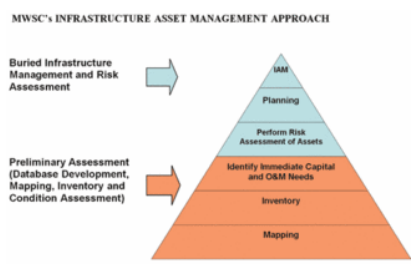 MWSC's INFRASTRUCTURE ASSET MANAGEMENT APPROACH
Buried Infrastructure
Management and Risk
Assessment
Preliminary Assessment
(Database Development,
Mapping, Inventory and
Condition Assessment)
IAM
Planning
Perform Risk
Assessment of Assets
Identify Immediate Capital
and O&M Needs
Inventory
Mapping